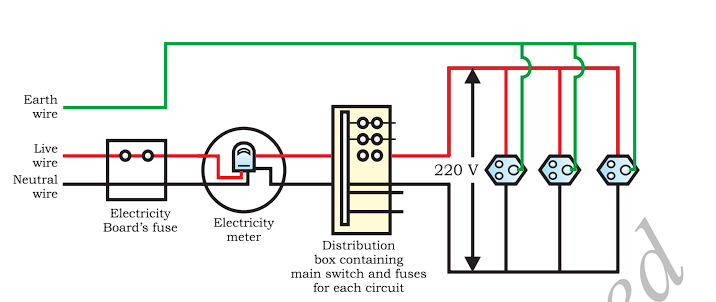 Earth
wire
Live
wire
Neutral
wire
Electricity
Board's fuse
Electricity
meter
Distribution
box containing
main switch and fuses
for each circuit
220 V
ed